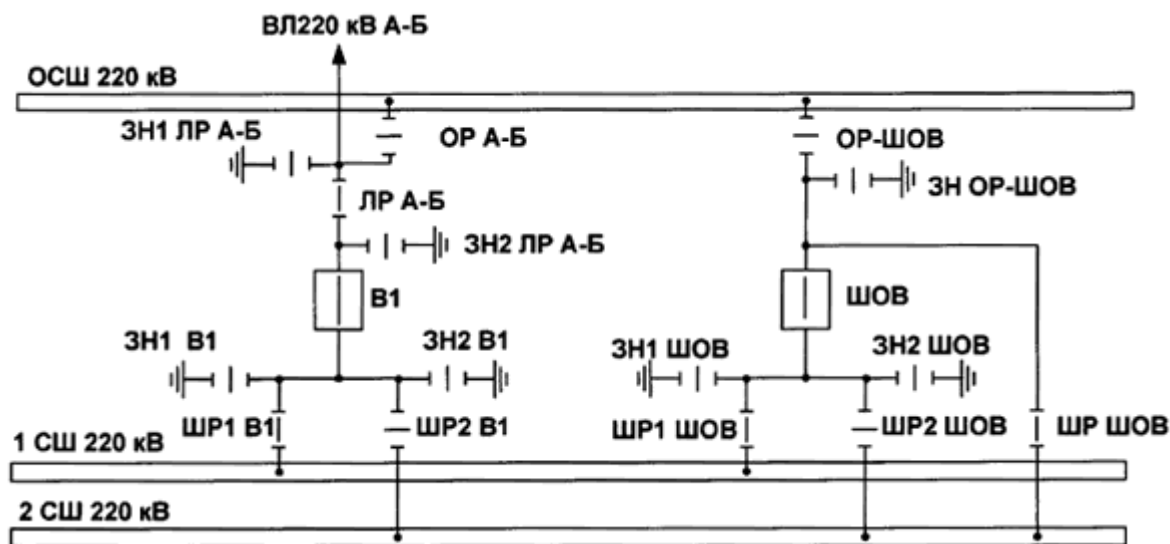 ВЛ220 кВ А-Б
ОСШ 220 кВ
ЗН1 ЛР А-Б
ОР А-Б
ОР-ШОВ
ЛР А-Б
ЗН ОР-ШОВ
ЗН2 ЛР А-Б
В1
ШОВ
ЗН1 В1
ЗН2 В1
ЗН1 ШОВ
ЗН2 ШОВ
ШР1 В1
ШР2 В1
ШР1 ШОВ
ШР2 ШОВ
ШР ШОВ
1 СШ 220 кВ
2 СШ 220 кВ